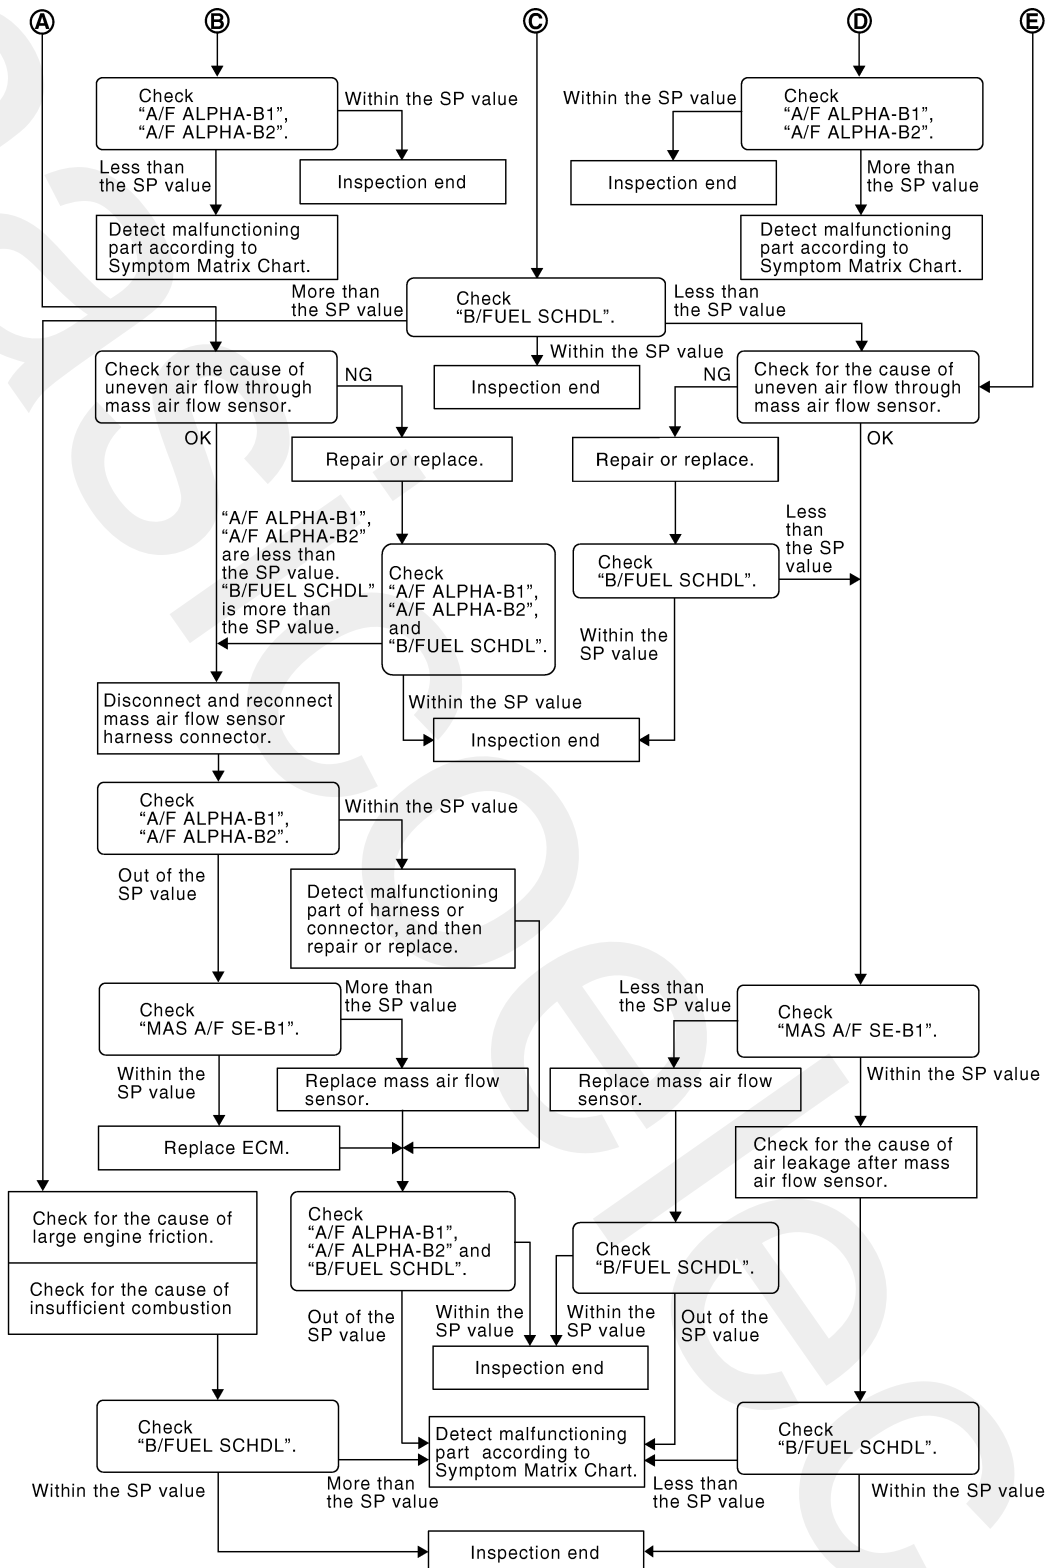 A
B
C
D
E
Check
“A/F ALPHA-B1”,
“A/F ALPHA-B2”.
Within the SP value
Less than
the SP value
Inspection end
Detect malfunctioning
part according to
Symptom Matrix Chart.
Within the SP value
Check
“A/F ALPHA-B1”,
“A/F ALPHA-B2”.
Inspection end
More than
the SP value
Detect malfunctioning
part according to
Symptom Matrix Chart.
More than
the SP value
Check
“B/FUEL SCHDL”.
Less than
the SP value
Within the SP value
Inspection end
Check for the cause of
uneven air flow through
mass air flow sensor.
NG
OK
Repair or replace.
NG
Check for the cause of
uneven air flow through
mass air flow sensor.
OK
Repair or replace.
“A/F ALPHA-B1”,
“A/F ALPHA-B2”
are less than
the SP value.
“B/FUEL SCHDL”
is more than
the SP value.
Check
“A/F ALPHA-B1”,
“A/F ALPHA-B2”,
and
“B/FUEL SCHDL”.
Check
“B/FUEL SCHDL”.
Less
than
the SP
value
Within the
SP value
Within the SP value
Inspection end
Disconnect and reconnect
mass air flow sensor
harness connector.
Check
“A/F ALPHA-B1”,
“A/F ALPHA-B2”.
Within the SP value
Out of the
SP value
Detect malfunctioning
part of harness or
connector, and then
repair or replace.
Check
“MAS A/F SE-B1”.
More than
the SP value
Within the
SP value
Replace mass air flow
sensor.
Replace ECM.
Less than
the SP value
Check
“MAS A/F SE-B1”.
Within the SP value
Replace mass air flow
sensor.
Check for the cause of
air leakage after mass
air flow sensor.
Check for the cause of
large engine friction.
Check for the cause of
insufficient combustion
Check
“A/F ALPHA-B1”,
“A/F ALPHA-B2” and
“B/FUEL SCHDL”.
Check
“B/FUEL SCHDL”.
Out of the
SP value
Within the
SP value
Within the
SP value
Out of the
SP value
Inspection end
Check
“B/FUEL SCHDL”.
Detect malfunctioning
part according to
Symptom Matrix Chart.
Check
“B/FUEL SCHDL”.
Within the SP value
More than
the SP value
Less than
the SP value
Within the SP value
Inspection end